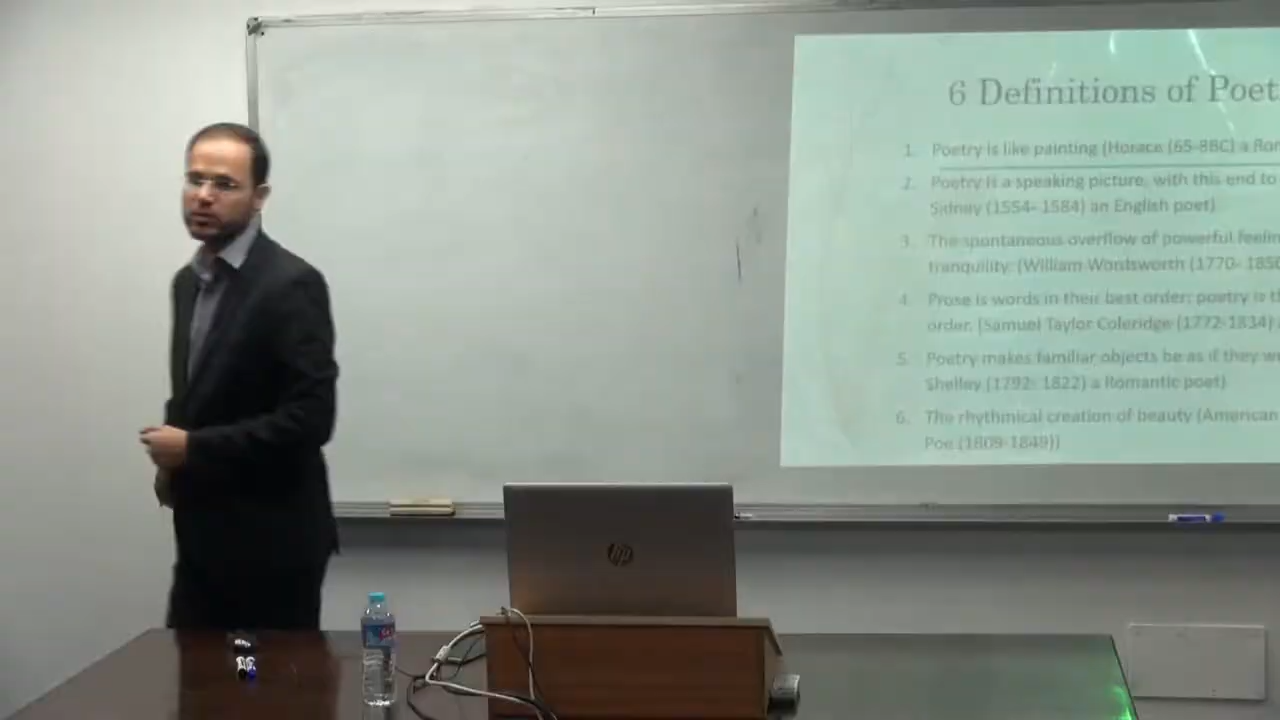 6 Definitions of Poet
1. Poetry is like painting (Horace (65-8BC) a Ro
2. Poetry is a speaking picture, with this end to
Sidney (1554- 1584) an English poet)
3. The spontaneous overflow of powerful feelin
tranquility. (William Wordsworth (1770- 1850
4. Prose is words in their best order; poetry is t
order. (Samuel Taylor Coleridge (1772-1834)
5. Poetry makes familiar objects be as if they we
Shelley (1792- 1822) a Romantic poet)
6. The rhythmical creation of beauty (American
Poe (1809-1849))
hp